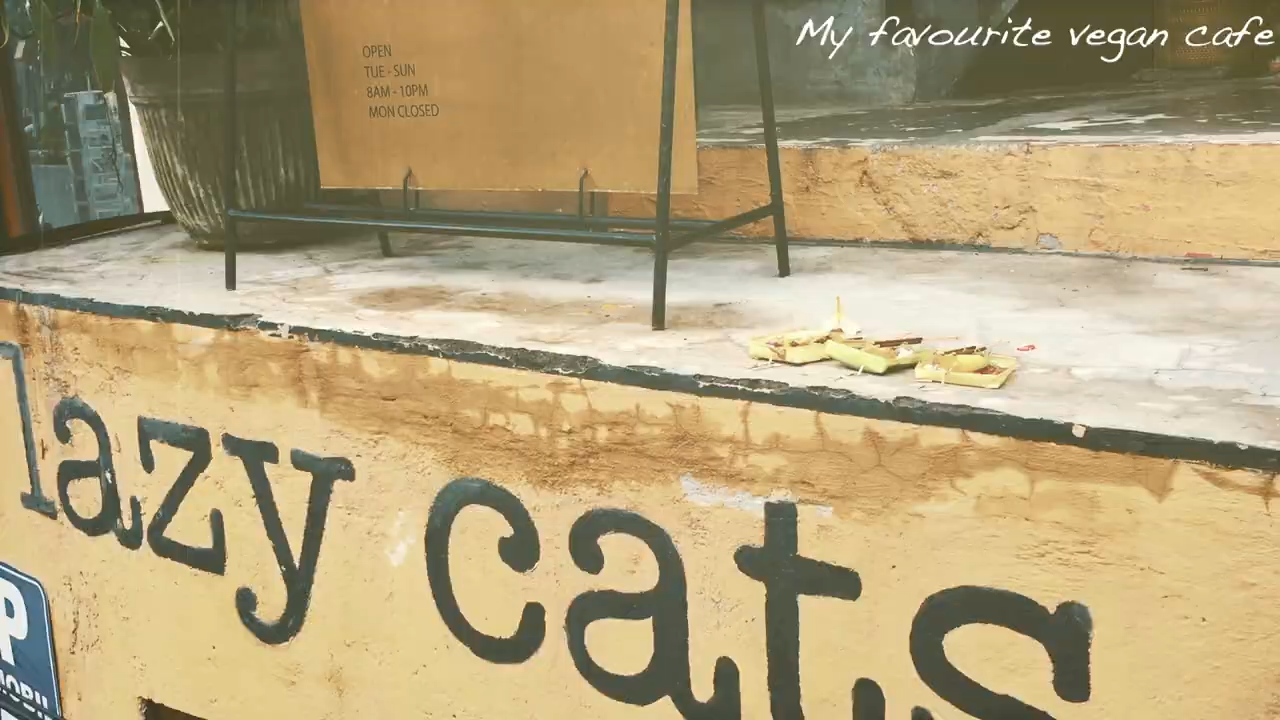 My favourite vegan cafe
OPEN
TUE - SUN
8AM - 10PM
MON CLOSED
lazy cats
P